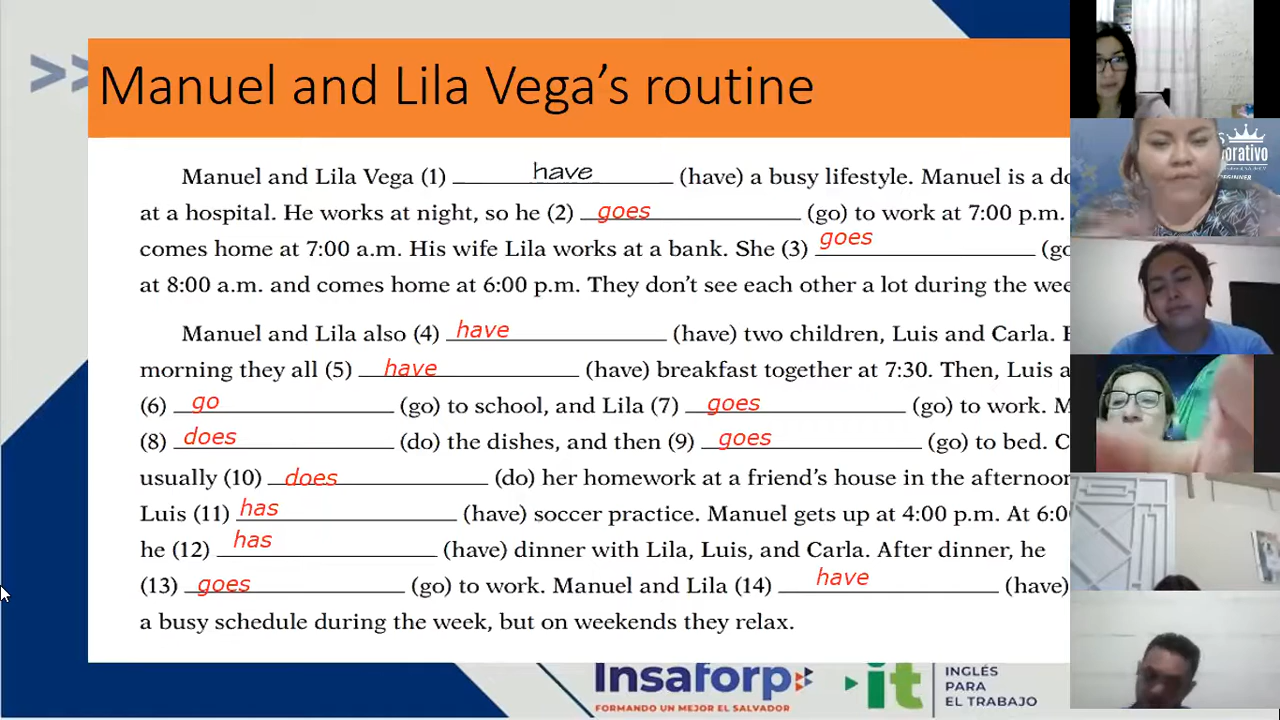 >>
Manuel and Lila Vega's routine
Manuel and Lila Vega (1) have (have) a busy lifestyle. Manuel is a
at a hospital. He works at night, so he (2) goes (go) to work at 7:00 p.m.
comes home at 7:00 a.m. His wife Lila works at a bank. She (3) goes
at 8:00 a.m. and comes home at 6:00 p.m. They don't see each other a lot during the
Manuel and Lila also (4) have (have) two children, Luis and Carla.
morning they all (5) have (have) breakfast together at 7:30. Then, Luis
(6) go (go) to school, and Lila (7) goes (go) to work.
(8) does (do) the dishes, and then (9) goes (go) to bed.
usually (10) does (do) her homework at a friend's house in the
Luis (11) has (have) soccer practice. Manuel gets up at 4:00 p.m. At
he (12) has (have) dinner with Lila, Luis, and Carla. After dinner, he
(13) goes (go) to work. Manuel and Lila (14) have (have)
a busy schedule during the week, but on weekends they relax.
Insaforp
FORMANDO UN MEJOR EL SALVADOR
it
INGLÉS
PARA
EL TRABAJO